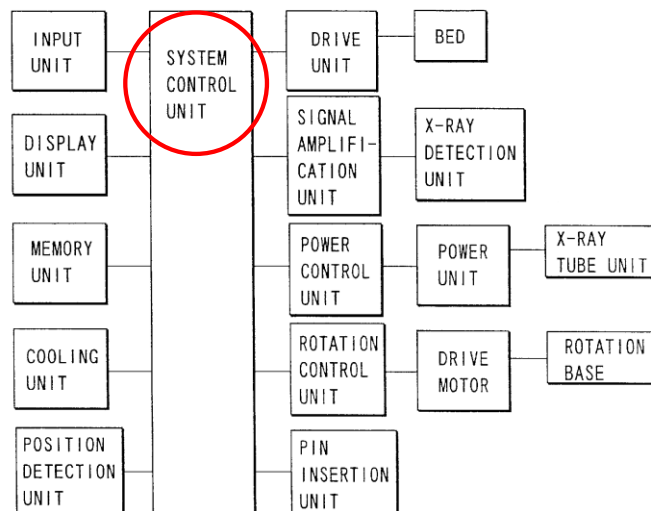 INPUT
UNIT
SYSTEM
CONTROL
UNIT
DRIVE
UNIT
BED
DISPLAY
UNIT
SIGNAL
AMPLIFI-
CATION
UNIT
X-RAY
DETECTION
UNIT
MEMORY
UNIT
POWER
CONTROL
UNIT
POWER
UNIT
X-RAY
TUBE UNIT
COOLING
UNIT
ROTATION
CONTROL
UNIT
DRIVE
MOTOR
ROTATION
BASE
POSITION
DETECTION
UNIT
PIN
INSERTION
UNIT